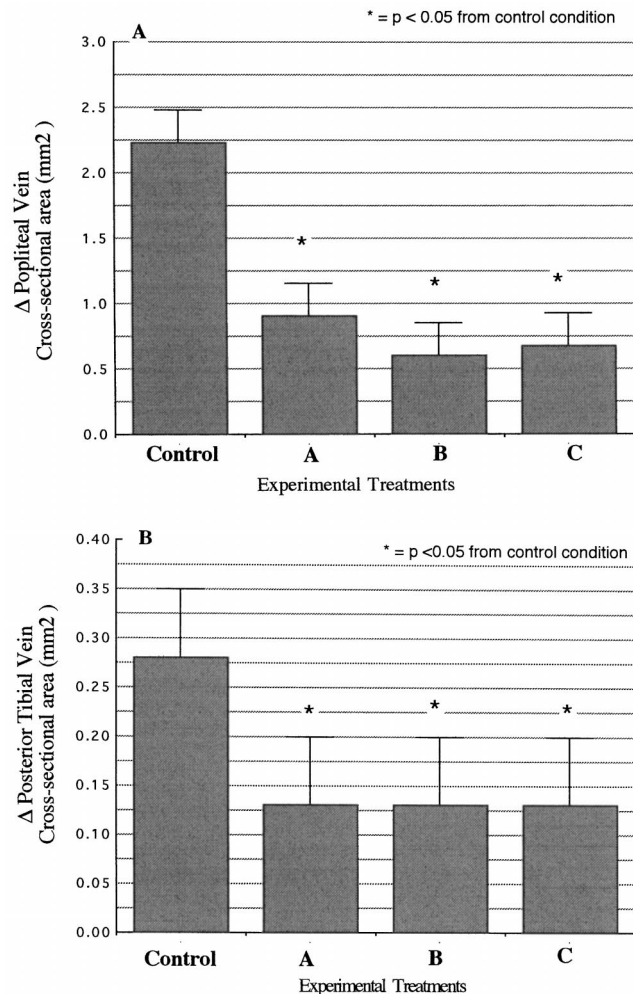 * = p < 0.05 from control condition
A
3.0
2.5
2.0
1.5
1.0
0.5
0.0
Δ Popliteal Vein
Cross-sectional area (mm2)
*
*
*
Control
A
B
C
Experimental Treatments
B
* = p <0.05 from control condition
0.40
0.35
0.30
0.25
0.20
0.15
0.10
0.05
0.00
Δ Posterior Tibial Vein
Cross-sectional area (mm2)
*
*
*
Control
A
B
C
Experimental Treatments